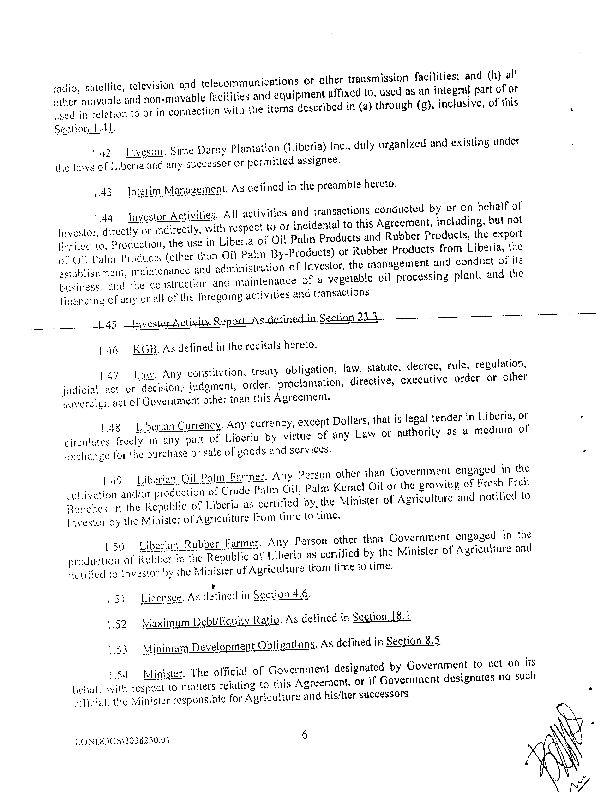 radio, satellite, television and telecommunications or other transmission facilities; and (h) all
other movable and non-movable facilities and equipment affixed to, used as an integral part of or
used in relation to or in connection with the items described in (a) through (g), inclusive, of this
Section 1.41.
1.42 Investor. Sime Darby Plantation (Liberia) Inc., duly organized and existing under
the laws of Liberia and any successor or permitted assignee.
1.43 Interim Management. As defined in the preamble hereto.
1.44 Investor Activities. All activities and transactions conducted by or on behalf of
Investor, directly or indirectly, with respect to or incidental to this Agreement, including, but not
limited to, Production, the use in Liberia of Oil Palm Products and Rubber Products, the export
of Oil Palm Products (other than Oil Palm By-Products) or Rubber Products from Liberia, the
establishment, maintenance and administration of Investor, the management and conduct of its
business, and the construction and maintenance of a vegetable oil processing plant, and the
financing of any or all of the foregoing activities and transactions
1.45 Investor Activity Report. As defined in Section 23.3
1.46 KGB. As defined in the recitals hereto.
1.47 Law. Any constitution, treaty obligation, law, statute, decree, rule, regulation,
judicial act or decision, judgment, order, proclamation, directive, executive order or other
sovereign act of Government other than this Agreement.
1.48 Liberian Currency. Any currency, except Dollars, that is legal tender in Liberia, or
circulates freely in any part of Liberia by virtue of any Law or authority as a medium of
exchange for the purchase or sale of goods and services.
1.49 Liberian Oil Palm Farmer. Any Person other than Government engaged in the
cultivation and/or production of Crude Palm Oil, Palm Kernel Oil or the growing of Fresh Fruit
Bunches in the Republic of Liberia as certified by the Minister of Agriculture and notified to
Investor by the Minister of Agriculture from time to time.
1.50 Liberian Rubber Farmer. Any Person other than Government engaged in the
production of Rubber in the Republic of Liberia as certified by the Minister of Agriculture and
notified to Investor by the Minister of Agriculture from time to time.
1.51 Licensee. As defined in Section 4.6.
1.52 Maximum Debt/Equity Ratio. As defined in Section 18.1
1.53 Minimum Development Obligations. As defined in Section 8.5
1.54 Minister. The official of Government designated by Government to act on its
behalf with respect to matters relating to this Agreement, or if Government designates no such
official, the Minister responsible for Agriculture and his/her successors
6